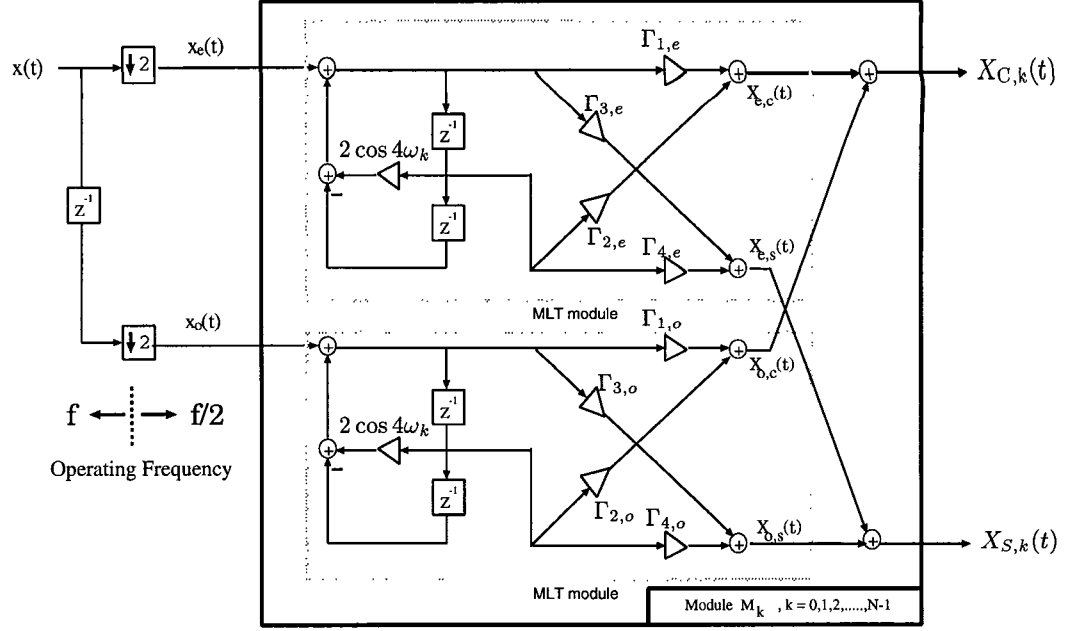 x(t)
↓2
x_e(t)
Γ_{1,e}
X_{e,c}(t)
X_{C,k}(t)
Γ_{3,e}
z^{-1}
2 cos 4ω_k
z^{-1}
z^{-1}
Γ_{2,e}
Γ_{4,e}
X_{e,s}(t)
MLT module
↓2
x_o(t)
Γ_{1,o}
X_{o,c}(t)
Γ_{3,o}
z^{-1}
f
f/2
2 cos 4ω_k
Operating Frequency
z^{-1}
Γ_{2,o}
Γ_{4,o}
X_{o,s}(t)
X_{S,k}(t)
MLT module
Module M_k , k = 0,1,2,.....,N-1